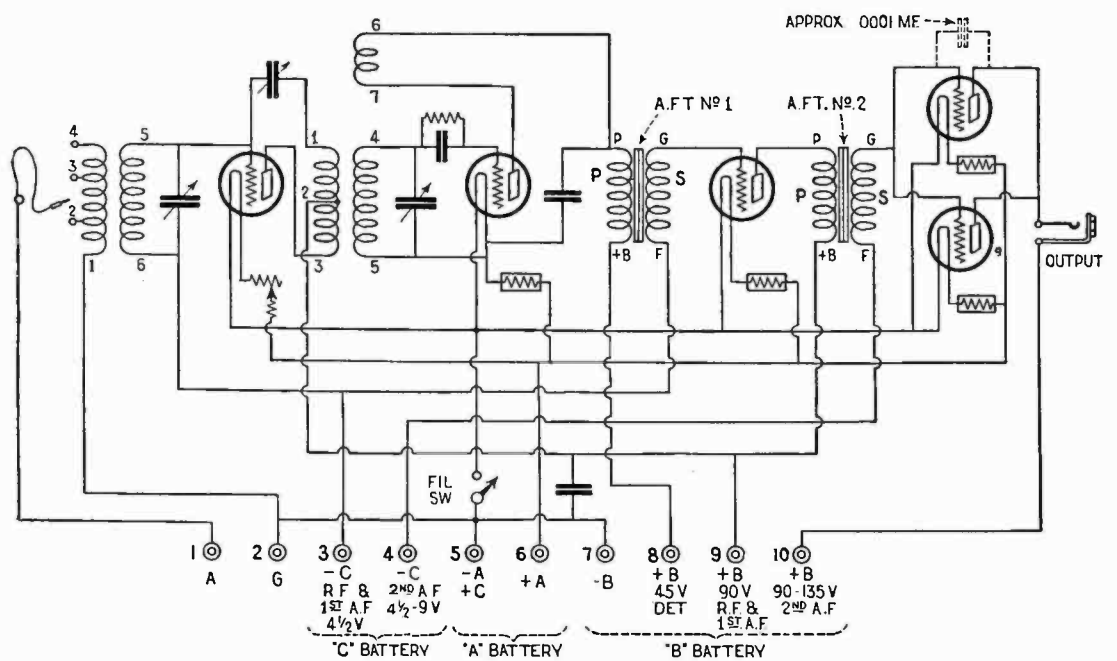 APPROX. 0001 ME
6
7
A.F.T Nº 1
A.F.T. Nº 2
4
3
2
1
5
6
1
2
3
4
5
P
G
P
S
+B
F
P
G
P
S
+B
F
9
OUTPUT
FIL
SW
1
A
2
G
3
-C
R.F. &
1ST A.F
4½V
4
-C
2ND A.F
4½-9V
5
-A
+C
6
+A
7
-B
8
+B
45V
DET
9
+B
90V
R.F. &
1ST A.F
10
+B
90-135V
2ND A.F
"C" BATTERY
"A" BATTERY
"B" BATTERY